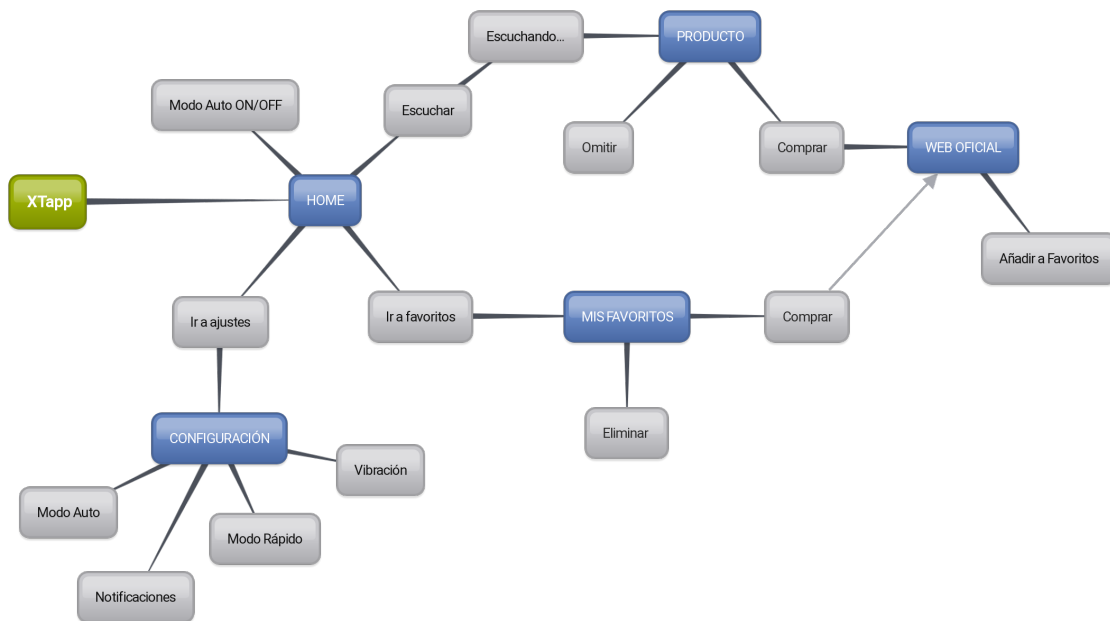 Escuchando...
PRODUCTO
Modo Auto ON/OFF
Escuchar
Omitir
Comprar
WEB OFICIAL
XTapp
HOME
Añadir a Favoritos
Ir a ajustes
Ir a favoritos
MIS FAVORITOS
Comprar
CONFIGURACIÓN
Eliminar
Vibración
Modo Auto
Modo Rápido
Notificaciones